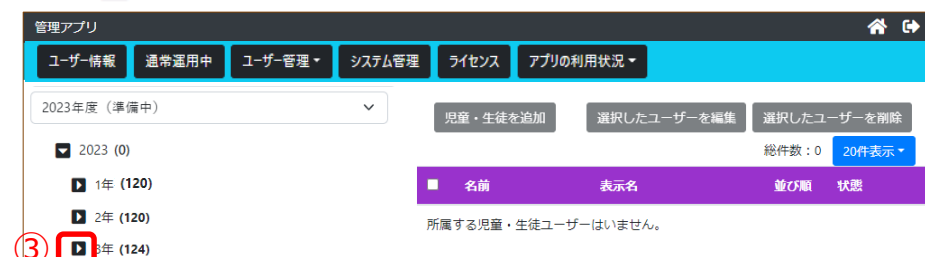 管理アプリ
ユーザー情報 通常運用中 ユーザー管理 システム管理 ライセンス アプリの利用状況
2023年度（準備中）
児童・生徒を追加 選択したユーザーを編集 選択したユーザーを削除
2023 (0)
総件数：0 20件表示
1年 (120)
名前 表示名 並び順 状態
2年 (120)
所属する児童・生徒ユーザーはいません。
③ 3年 (124)